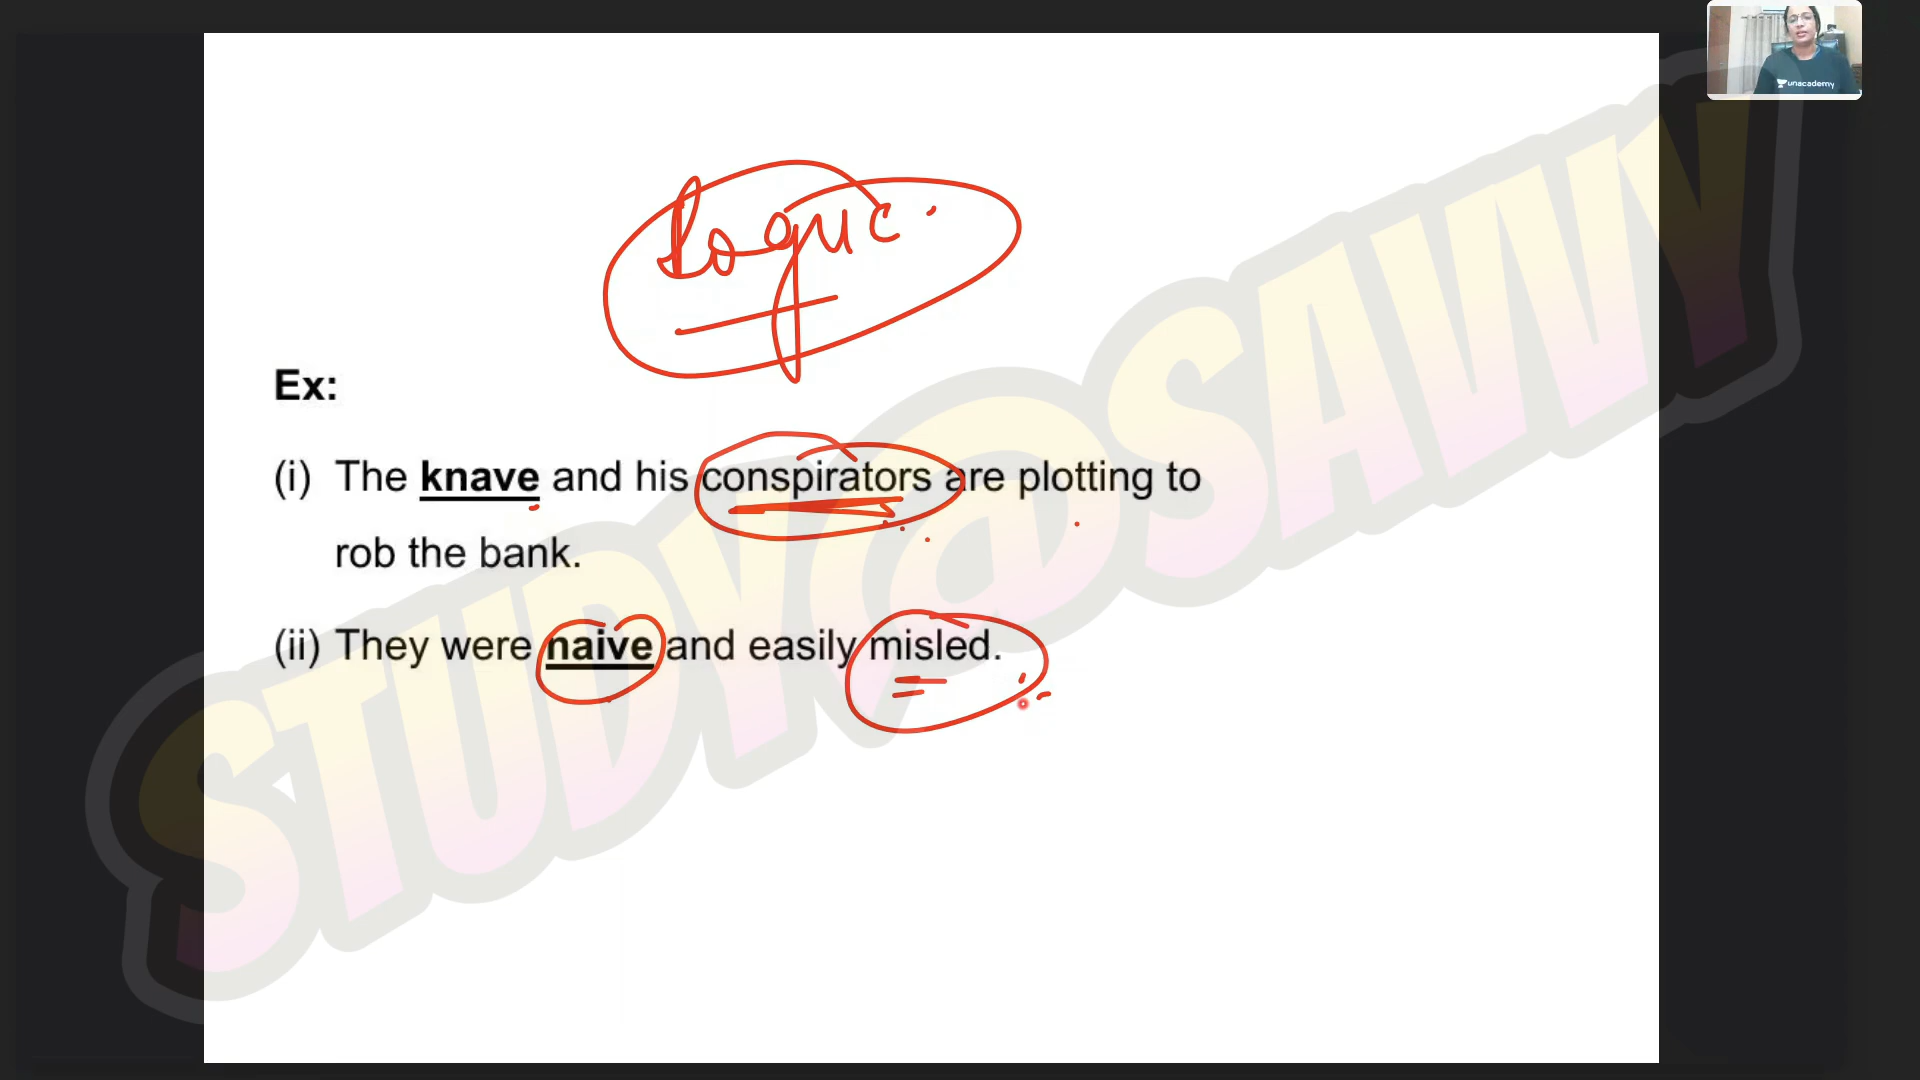 unacademy
Logic.
Ex:
(i) The knave and his conspirators are plotting to
rob the bank.
(ii) They were naive and easily misled.
STUDY@SAVVY